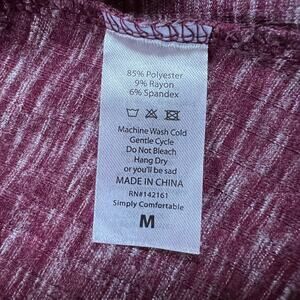 85% Polyester
9% Rayon
6% Spandex
Machine Wash Cold
Gentle Cycle
Do Not Bleach
Hang Dry
or you'll be sad
MADE IN CHINA
RN#142161
Simply Comfortable
M